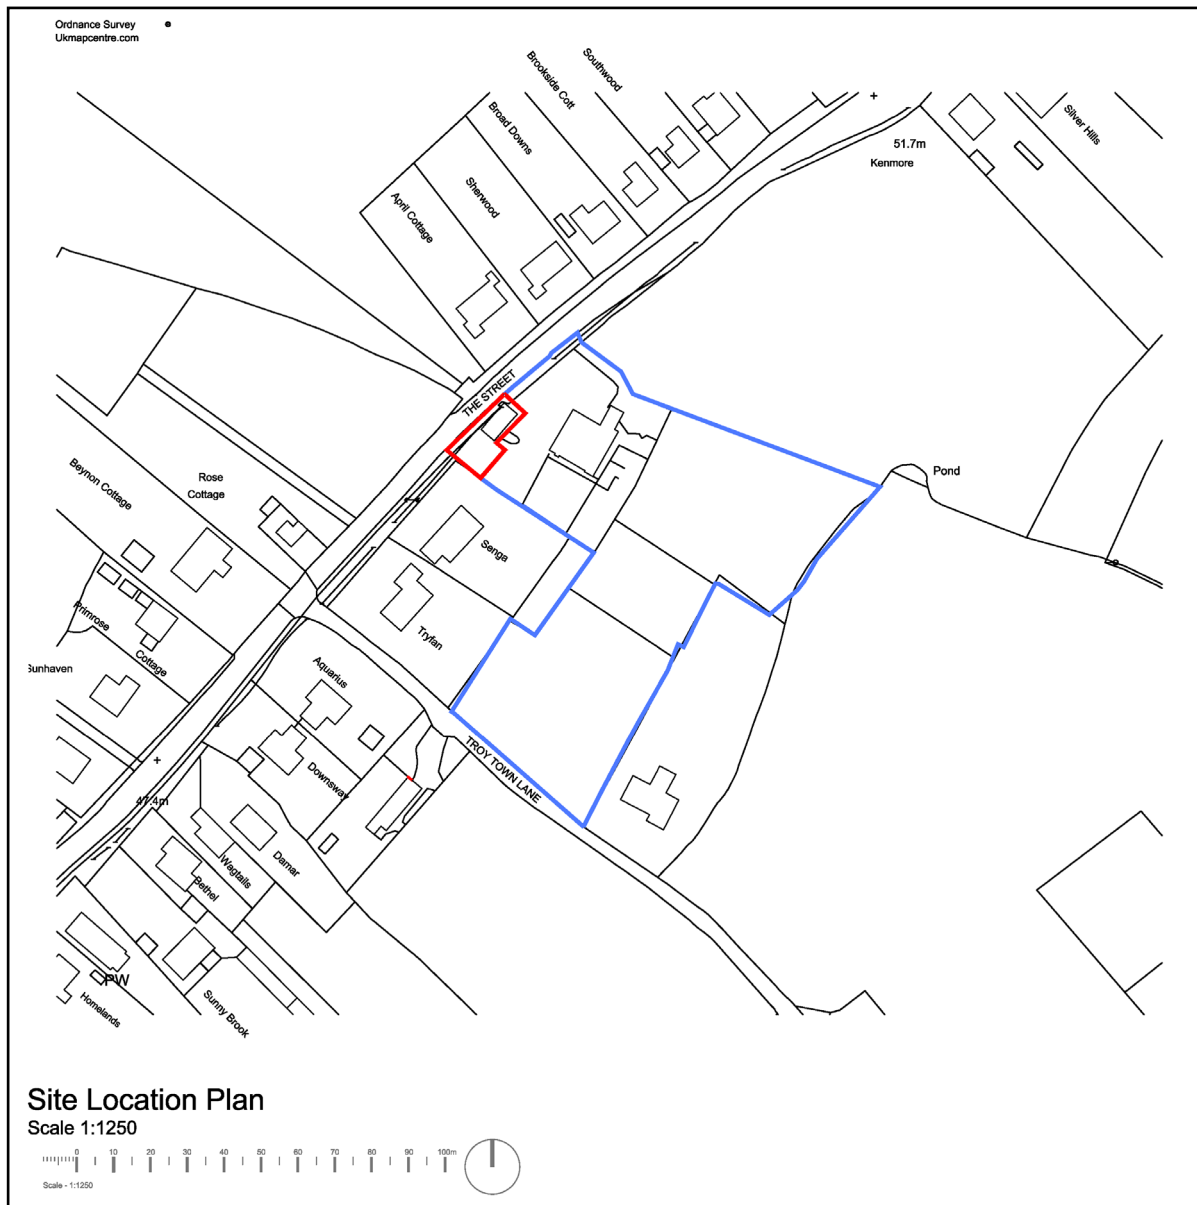 Ordnance Survey
Ukmapcentre.com
Southwood
Brookside Cott
Broad Downs
51.7m
Kenmore
Silver Hills
Sherwood
April Cottage
THE STREET
Beynon Cottage
Rose
Cottage
Pond
Senga
Tryfan
Primrose
Cottage
Sunhaven
Aquarius
TROY TOWN LANE
Downsway
47.4m
Wagtails
Damar
Bethel
PW
Homelands
Sunny Brook
Site Location Plan
Scale 1:1250
0 10 20 30 40 50 60 70 80 90 100m
Scale - 1:1250